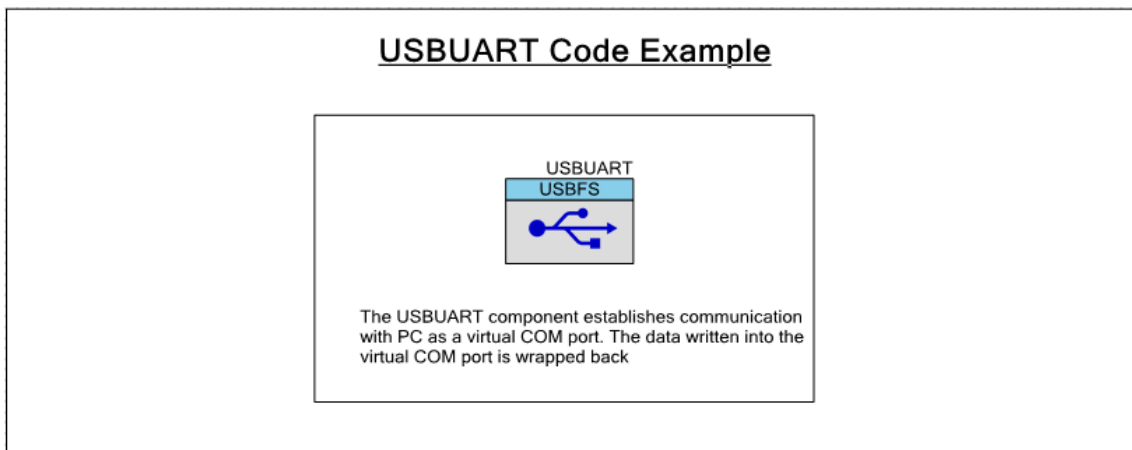 USBUART Code Example
USBUART
USBFS
The USBUART component establishes communication
with PC as a virtual COM port. The data written into the
virtual COM port is wrapped back